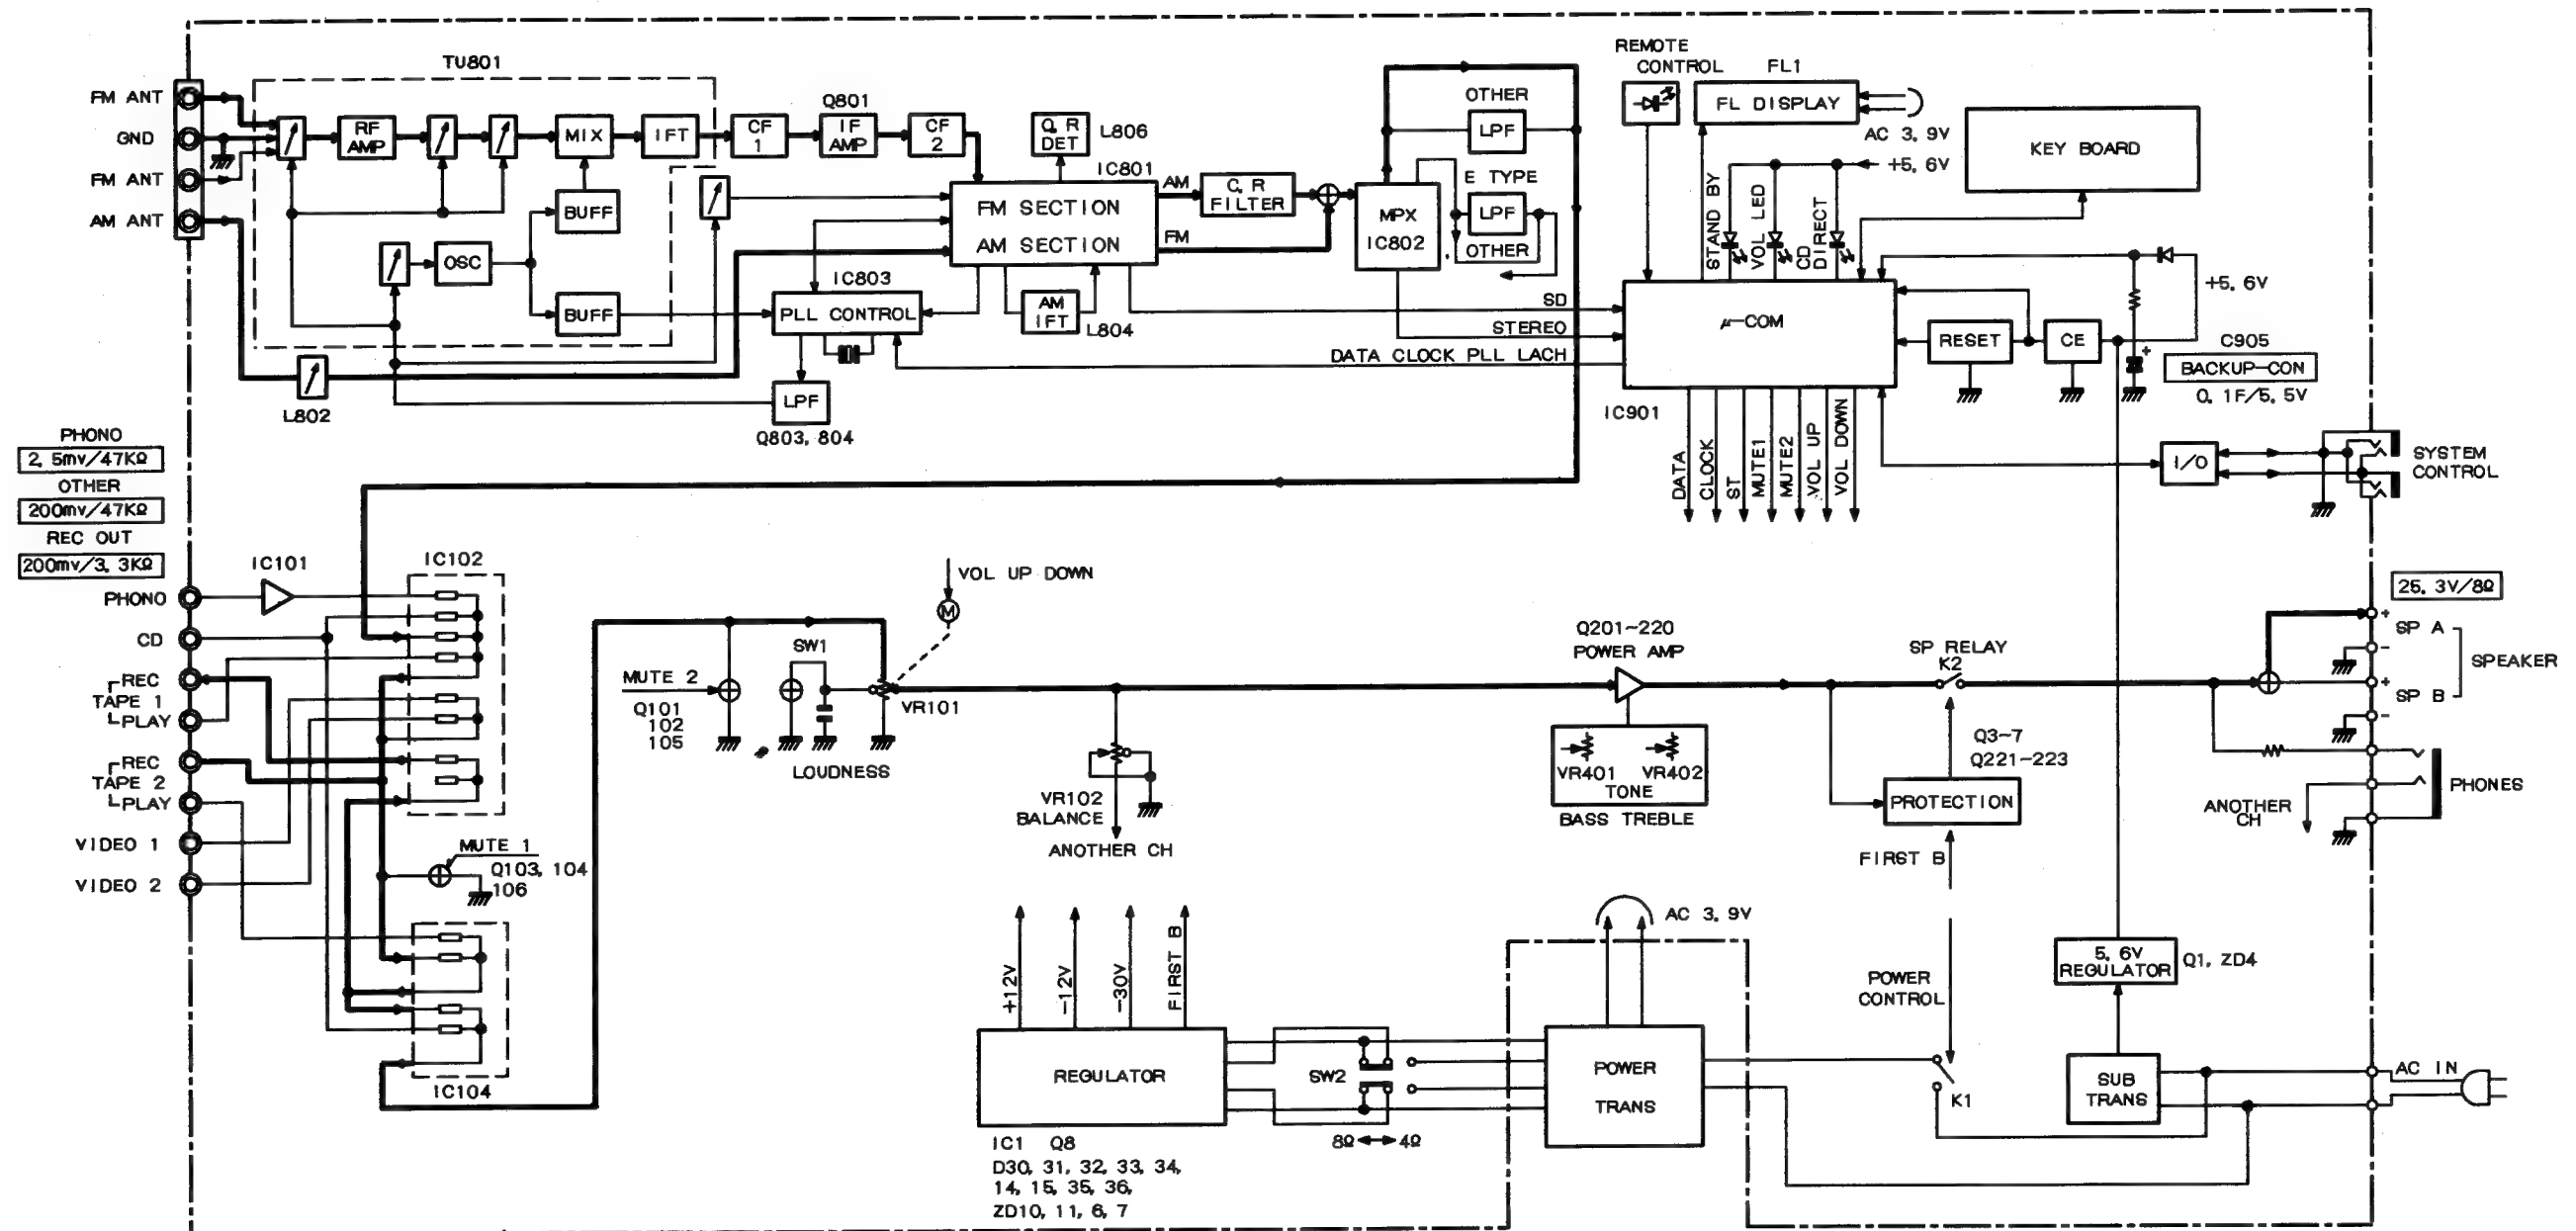 TU801
FM ANT
GND
FM ANT
AM ANT
RF
AMP
MIX
IFT
BUFF
OSC
BUFF
L802
CF
1
Q801
IF
AMP
CF
2
Q.R
DET
L806
IC801
FM SECTION
AM SECTION
AM
FM
C.R
FILTER
IC803
PLL CONTROL
AM
IFT
L804
LPF
Q803, 804
MPX
IC802
OTHER
LPF
E TYPE
LPF
OTHER
SD
STEREO
DATA CLOCK PLL LACH
REMOTE
CONTROL
FL1
FL DISPLAY
AC 3. 9V
+5. 6V
STAND BY
VOL LED
CD
DIRECT
KEY BOARD
μ-COM
IC901
RESET
CE
+5. 6V
C905
BACKUP-CON
0. 1F/5. 5V
DATA
CLOCK
ST
MUTE1
MUTE2
VOL UP
VOL DOWN
I/O
SYSTEM
CONTROL
PHONO
2. 5mv/47KΩ
OTHER
200mv/47KΩ
REC OUT
200mv/3. 3KΩ
PHONO
CD
REC
TAPE 1
PLAY
REC
TAPE 2
PLAY
VIDEO 1
VIDEO 2
IC101
IC102
MUTE 1
Q103, 104
106
IC104
MUTE 2
Q101
102
105
SW1
LOUDNESS
VOL UP DOWN
M
VR101
VR102
BALANCE
ANOTHER CH
Q201~220
POWER AMP
VR401
VR402
TONE
BASS TREBLE
SP RELAY
K2
Q3~7
Q221-223
PROTECTION
FIRST B
25. 3V/8Ω
+
SP A
-
+
SP B
-
SPEAKER
PHONES
ANOTHER
CH
+12V
-12V
-30V
FIRST B
REGULATOR
IC1 Q8
D30, 31, 32, 33, 34,
14, 15, 35, 36,
ZD10, 11, 6, 7
SW2
8Ω
4Ω
AC 3. 9V
POWER
TRANS
POWER
CONTROL
K1
5. 6V
REGULATOR
Q1, ZD4
SUB
TRANS
AC IN